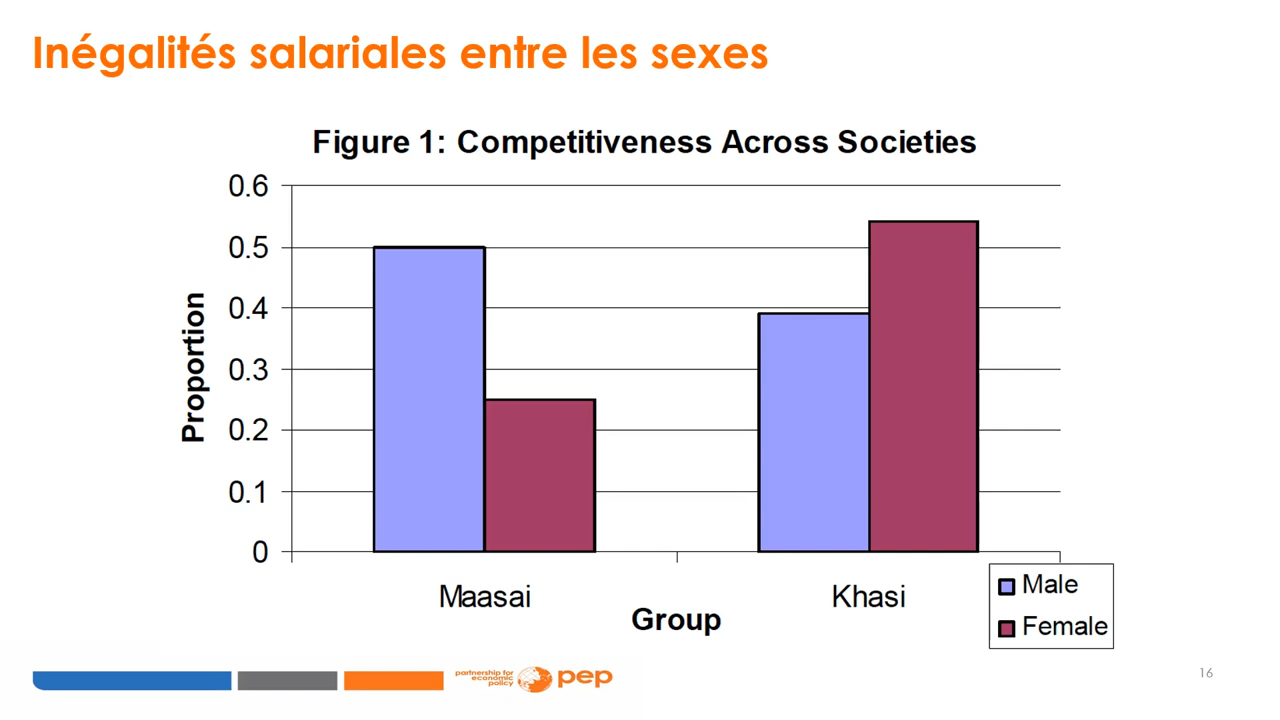 Inégalités salariales entre les sexes
Figure 1: Competitiveness Across Societies
0.6
0.5
0.4
0.3
0.2
0.1
0
Proportion
Maasai
Khasi
Group
Male
Female
partnership for
economic
policy
pep
16